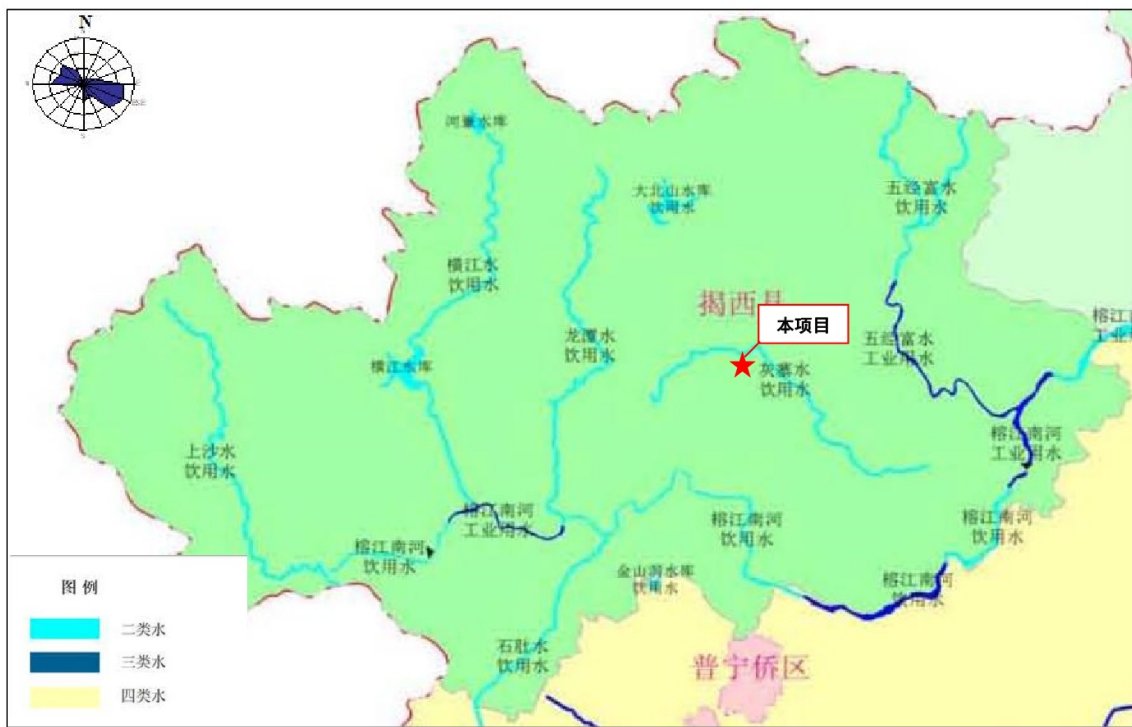 N
河輋水库
大北山水库
饮用水
五经富水
饮用水
横江水
饮用水
揭西县
本项目
榕江南河
工业用水
龙潭水
饮用水
五经富水
工业用水
横江水库
灰寨水
饮用水
上沙水
饮用水
榕江南河
工业用水
榕江南河
工业用水
榕江南河
饮用水
榕江南河
饮用水
榕江南河
饮用水
金山洞水库
饮用水
榕江南河
饮用水
石肚水
饮用水
普宁侨区
图例
二类水
三类水
四类水